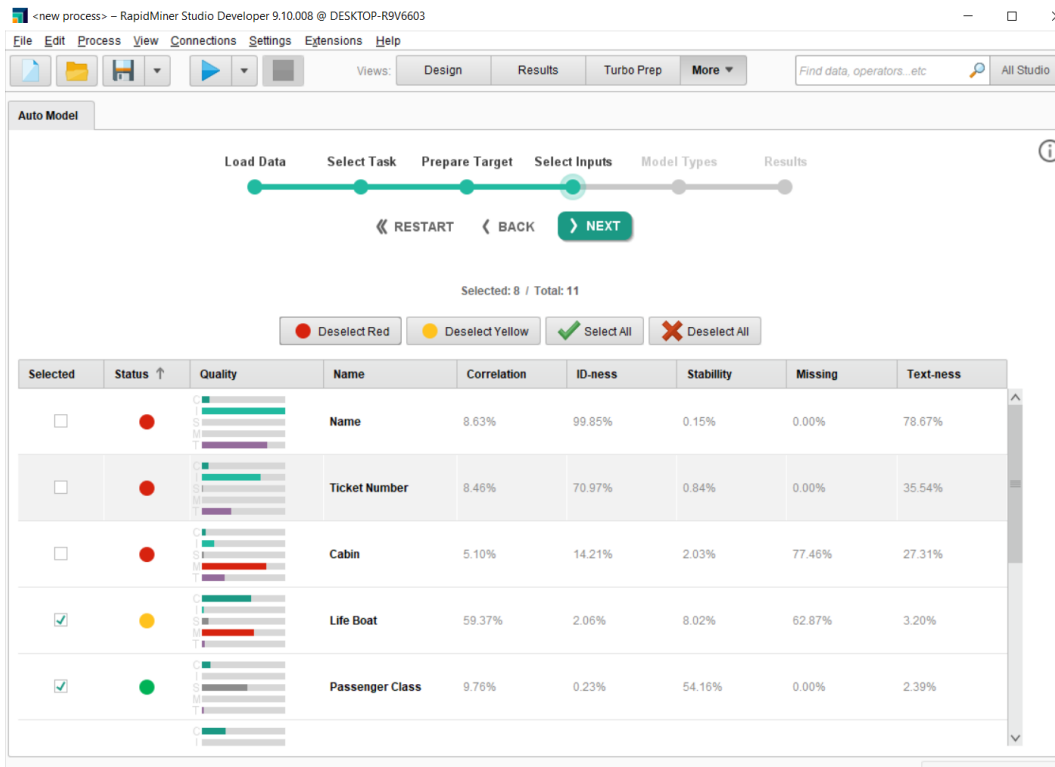 <new process> – RapidMiner Studio Developer 9.10.008 @ DESKTOP-R9V6603
File Edit Process View Connections Settings Extensions Help
Views: Design Results Turbo Prep More Find data, operators...etc All Studio
Auto Model
Load Data Select Task Prepare Target Select Inputs Model Types Results
RESTART BACK NEXT
Selected: 8 / Total: 11
Deselect Red Deselect Yellow Select All Deselect All
Selected Status Quality Name Correlation ID-ness Stabillity Missing Text-ness
C
I
S
M
T
Name 8.63% 99.85% 0.15% 0.00% 78.67%
C
I
S
M
T
Ticket Number 8.46% 70.97% 0.84% 0.00% 35.54%
C
I
S
M
T
Cabin 5.10% 14.21% 2.03% 77.46% 27.31%
C
I
S
M
T
Life Boat 59.37% 2.06% 8.02% 62.87% 3.20%
C
I
S
M
T
Passenger Class 9.76% 0.23% 54.16% 0.00% 2.39%
C
I